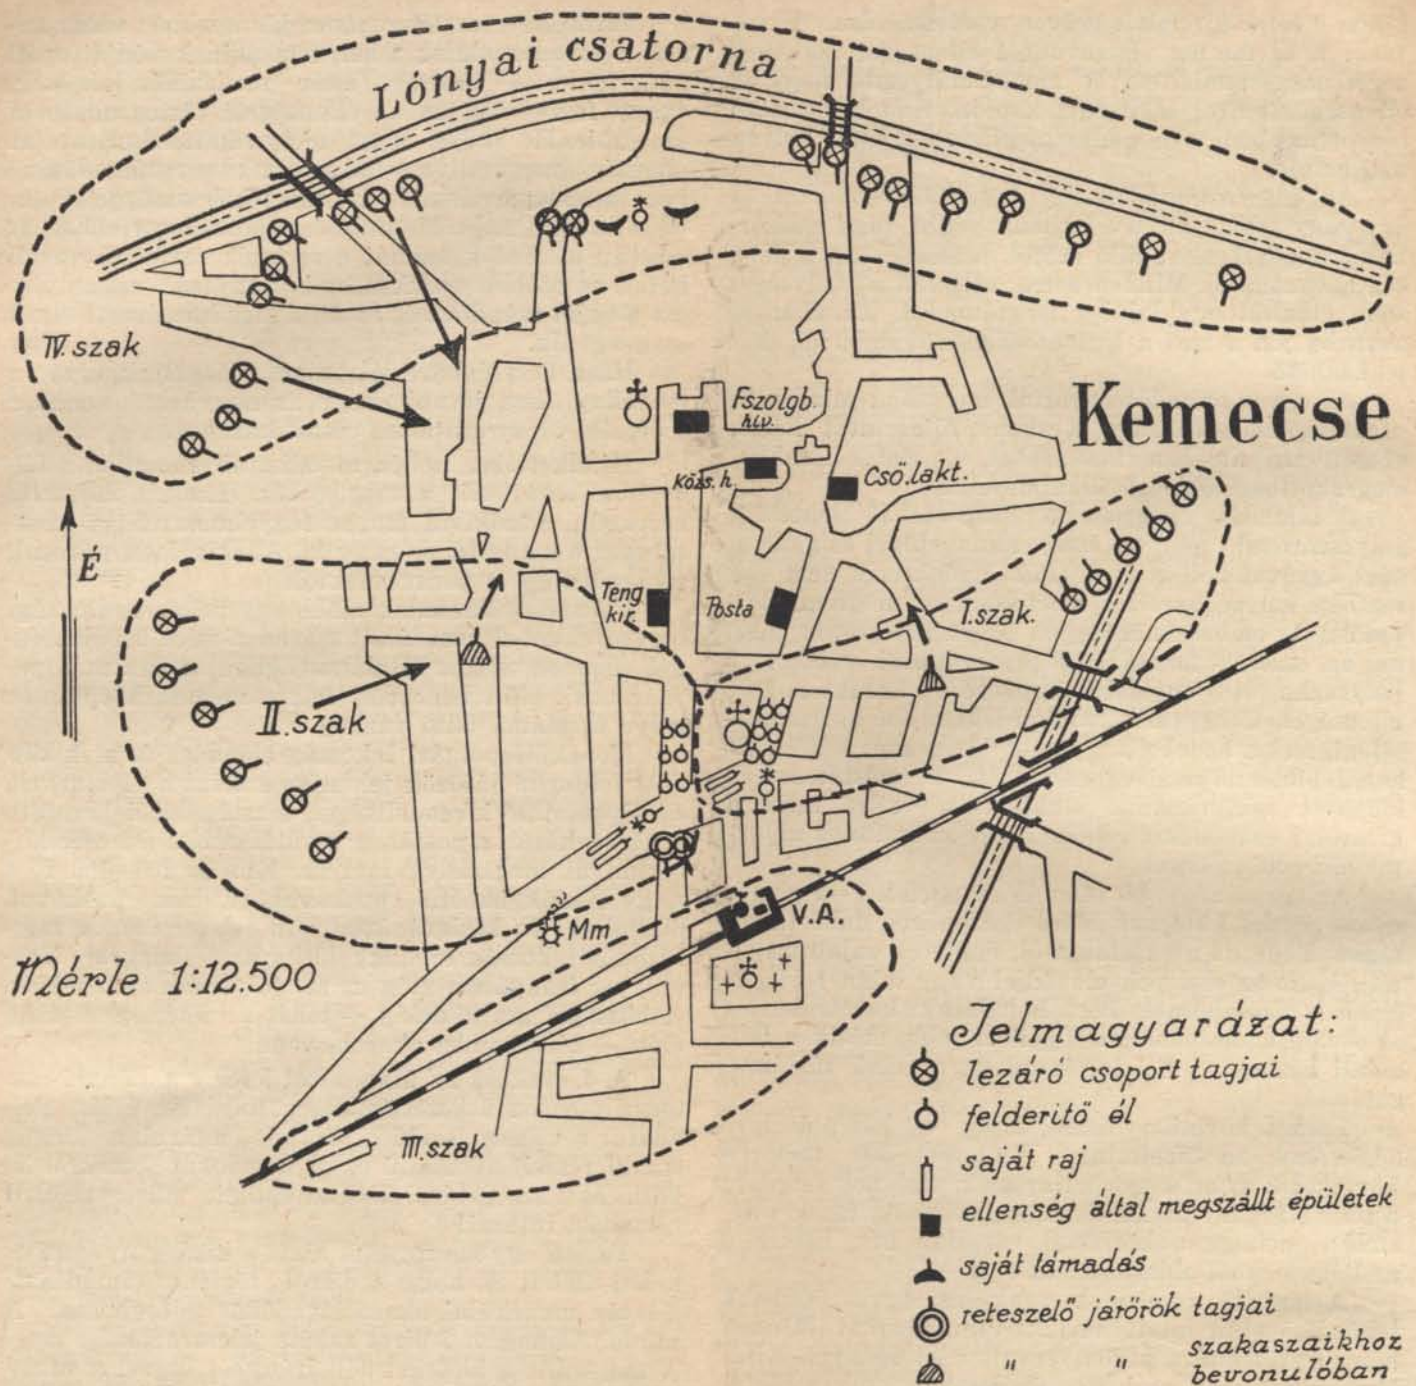 Lónyai csatorna
IV. szak
Kemecse
Fszolgb.
hiv.
Közs. h.
Cső. lakt.
É
Teng
kir.
Posta
I. szak.
II. szak
Mm
V.Á.
Mérle 1:12.500
III. szak
Jelmagyarázat:
lezáró csoport tagjai
felderitő él
saját raj
ellenség által megszállt épületek
saját támadás
reteszelő járőrök tagjai
" " szakaszaikhoz
bevonulóban